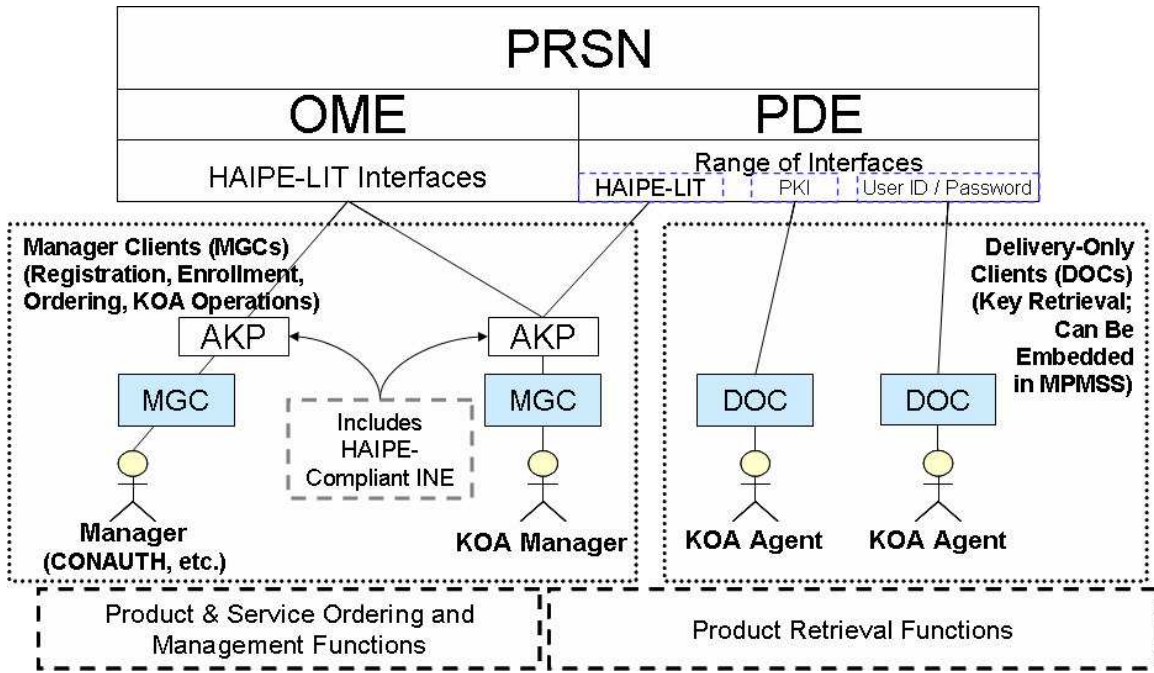 PRSN
OME
PDE
HAIPE-LIT Interfaces
Range of Interfaces
HAIPE-LIT
PKI
User ID / Password
Manager Clients (MGCs)
(Registration, Enrollment,
Ordering, KOA Operations)
AKP
AKP
MGC
MGC
Includes
HAIPE-
Compliant INE
Manager
(CONAUTH, etc.)
KOA Manager
Delivery-Only
Clients (DOCs)
(Key Retrieval;
Can Be
Embedded
in MPMSS)
DOC
DOC
KOA Agent
KOA Agent
Product & Service Ordering and
Management Functions
Product Retrieval Functions